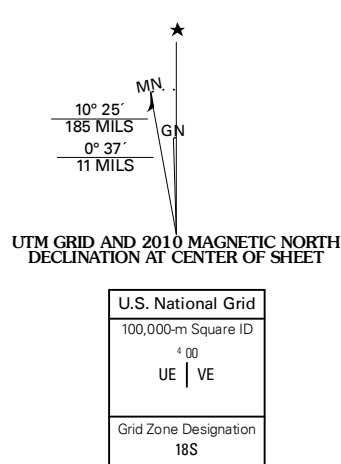 ★
MN
10° 25´
185 MILS
GN
0° 37´
11 MILS
UTM GRID AND 2010 MAGNETIC NORTH
DECLINATION AT CENTER OF SHEET
U.S. National Grid
100,000-m Square ID
4 00
UE | VE
Grid Zone Designation
18S